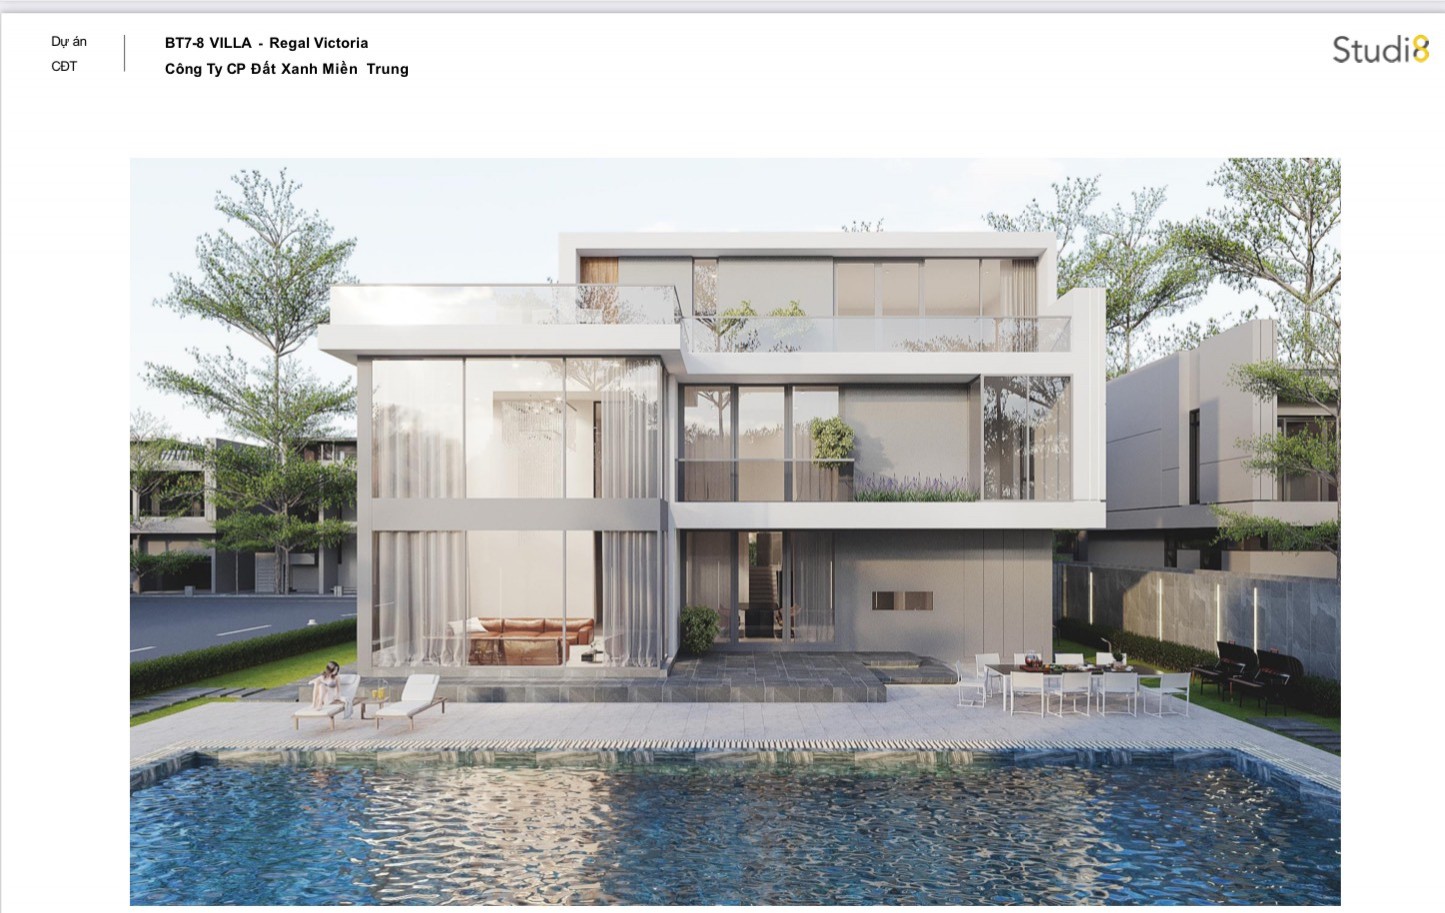 Dự án
BT7-8 VILLA - Regal Victoria
CĐT
Công Ty CP Đất Xanh Miền Trung
Studi8